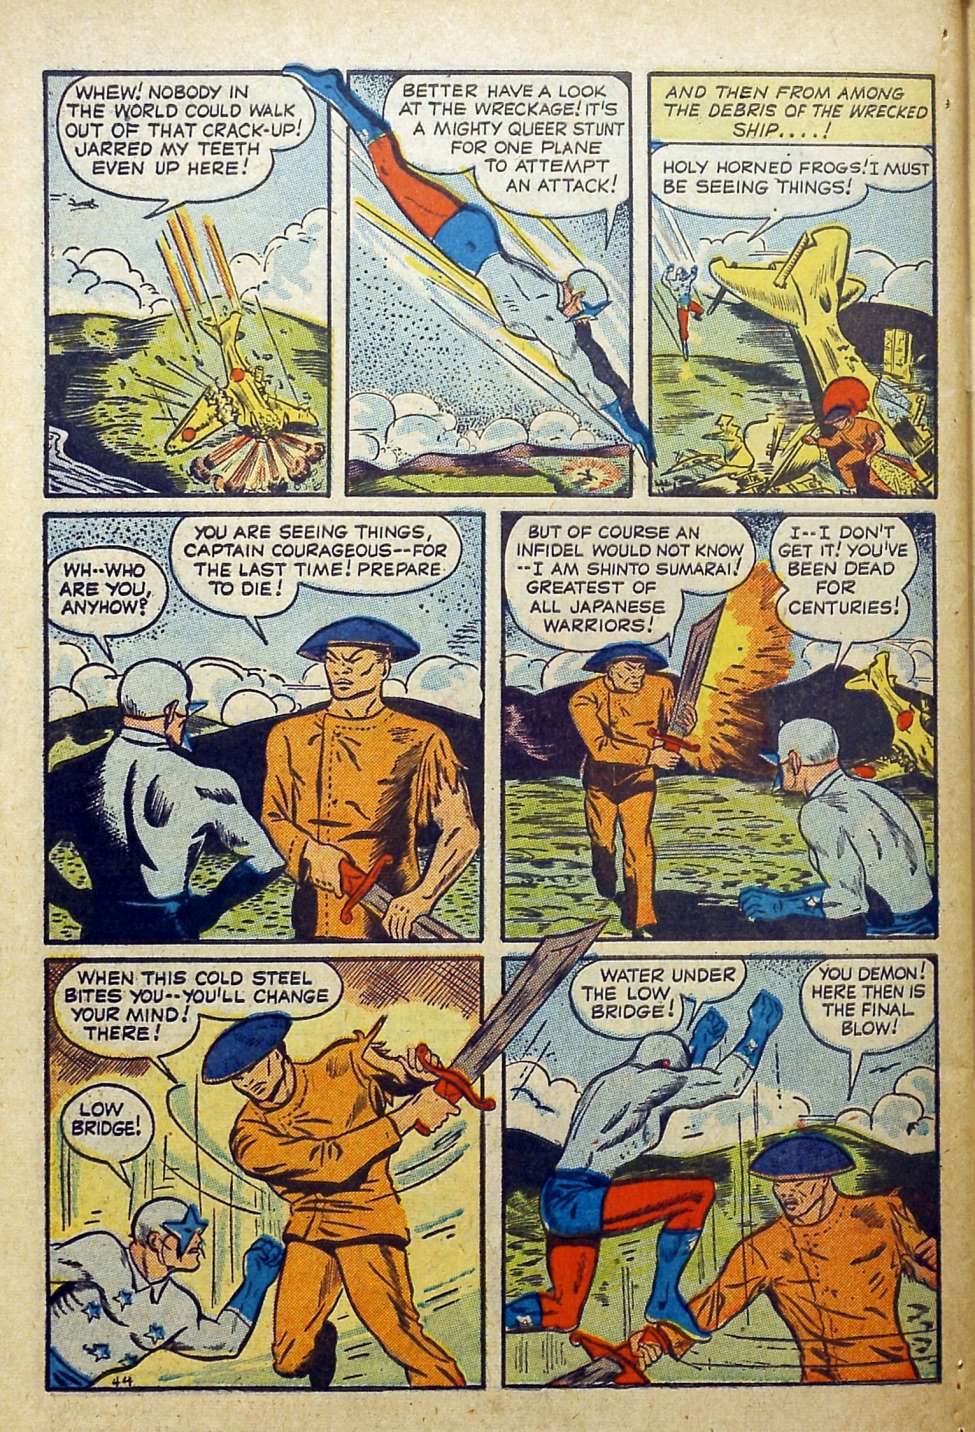 WHEW! NOBODY IN
THE WORLD COULD WALK
OUT OF THAT CRACK-UP!
JARRED MY TEETH
EVEN UP HERE!
BETTER HAVE A LOOK
AT THE WRECKAGE! IT'S
A MIGHTY QUEER STUNT
FOR ONE PLANE
TO ATTEMPT
AN ATTACK!
AND THEN FROM AMONG
THE DEBRIS OF THE WRECKED
SHIP....!
HOLY HORNED FROGS! I MUST
BE SEEING THINGS!
WH--WHO
ARE YOU,
ANYHOW?
YOU ARE SEEING THINGS,
CAPTAIN COURAGEOUS--FOR
THE LAST TIME! PREPARE
TO DIE!
BUT OF COURSE AN
INFIDEL WOULD NOT KNOW
--I AM SHINTO SUMARAI!
GREATEST OF
ALL JAPANESE
WARRIORS!
I--I DON'T
GET IT! YOU'VE
BEEN DEAD
FOR
CENTURIES!
WHEN THIS COLD STEEL
BITES YOU--YOU'LL CHANGE
YOUR MIND!
THERE!
LOW
BRIDGE!
44
WATER UNDER
THE LOW
BRIDGE!
YOU DEMON!
HERE THEN IS
THE FINAL
BLOW!